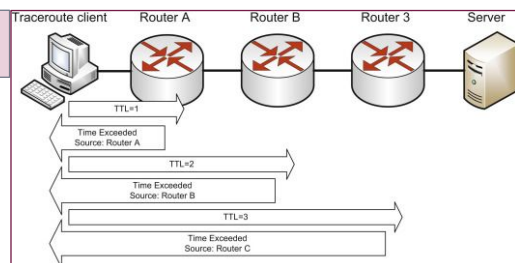 Traceroute client Router A Router B Router 3 Server
TTL=1
Time Exceeded
Source: Router A
TTL=2
Time Exceeded
Source: Router B
TTL=3
Time Exceeded
Source: Router C